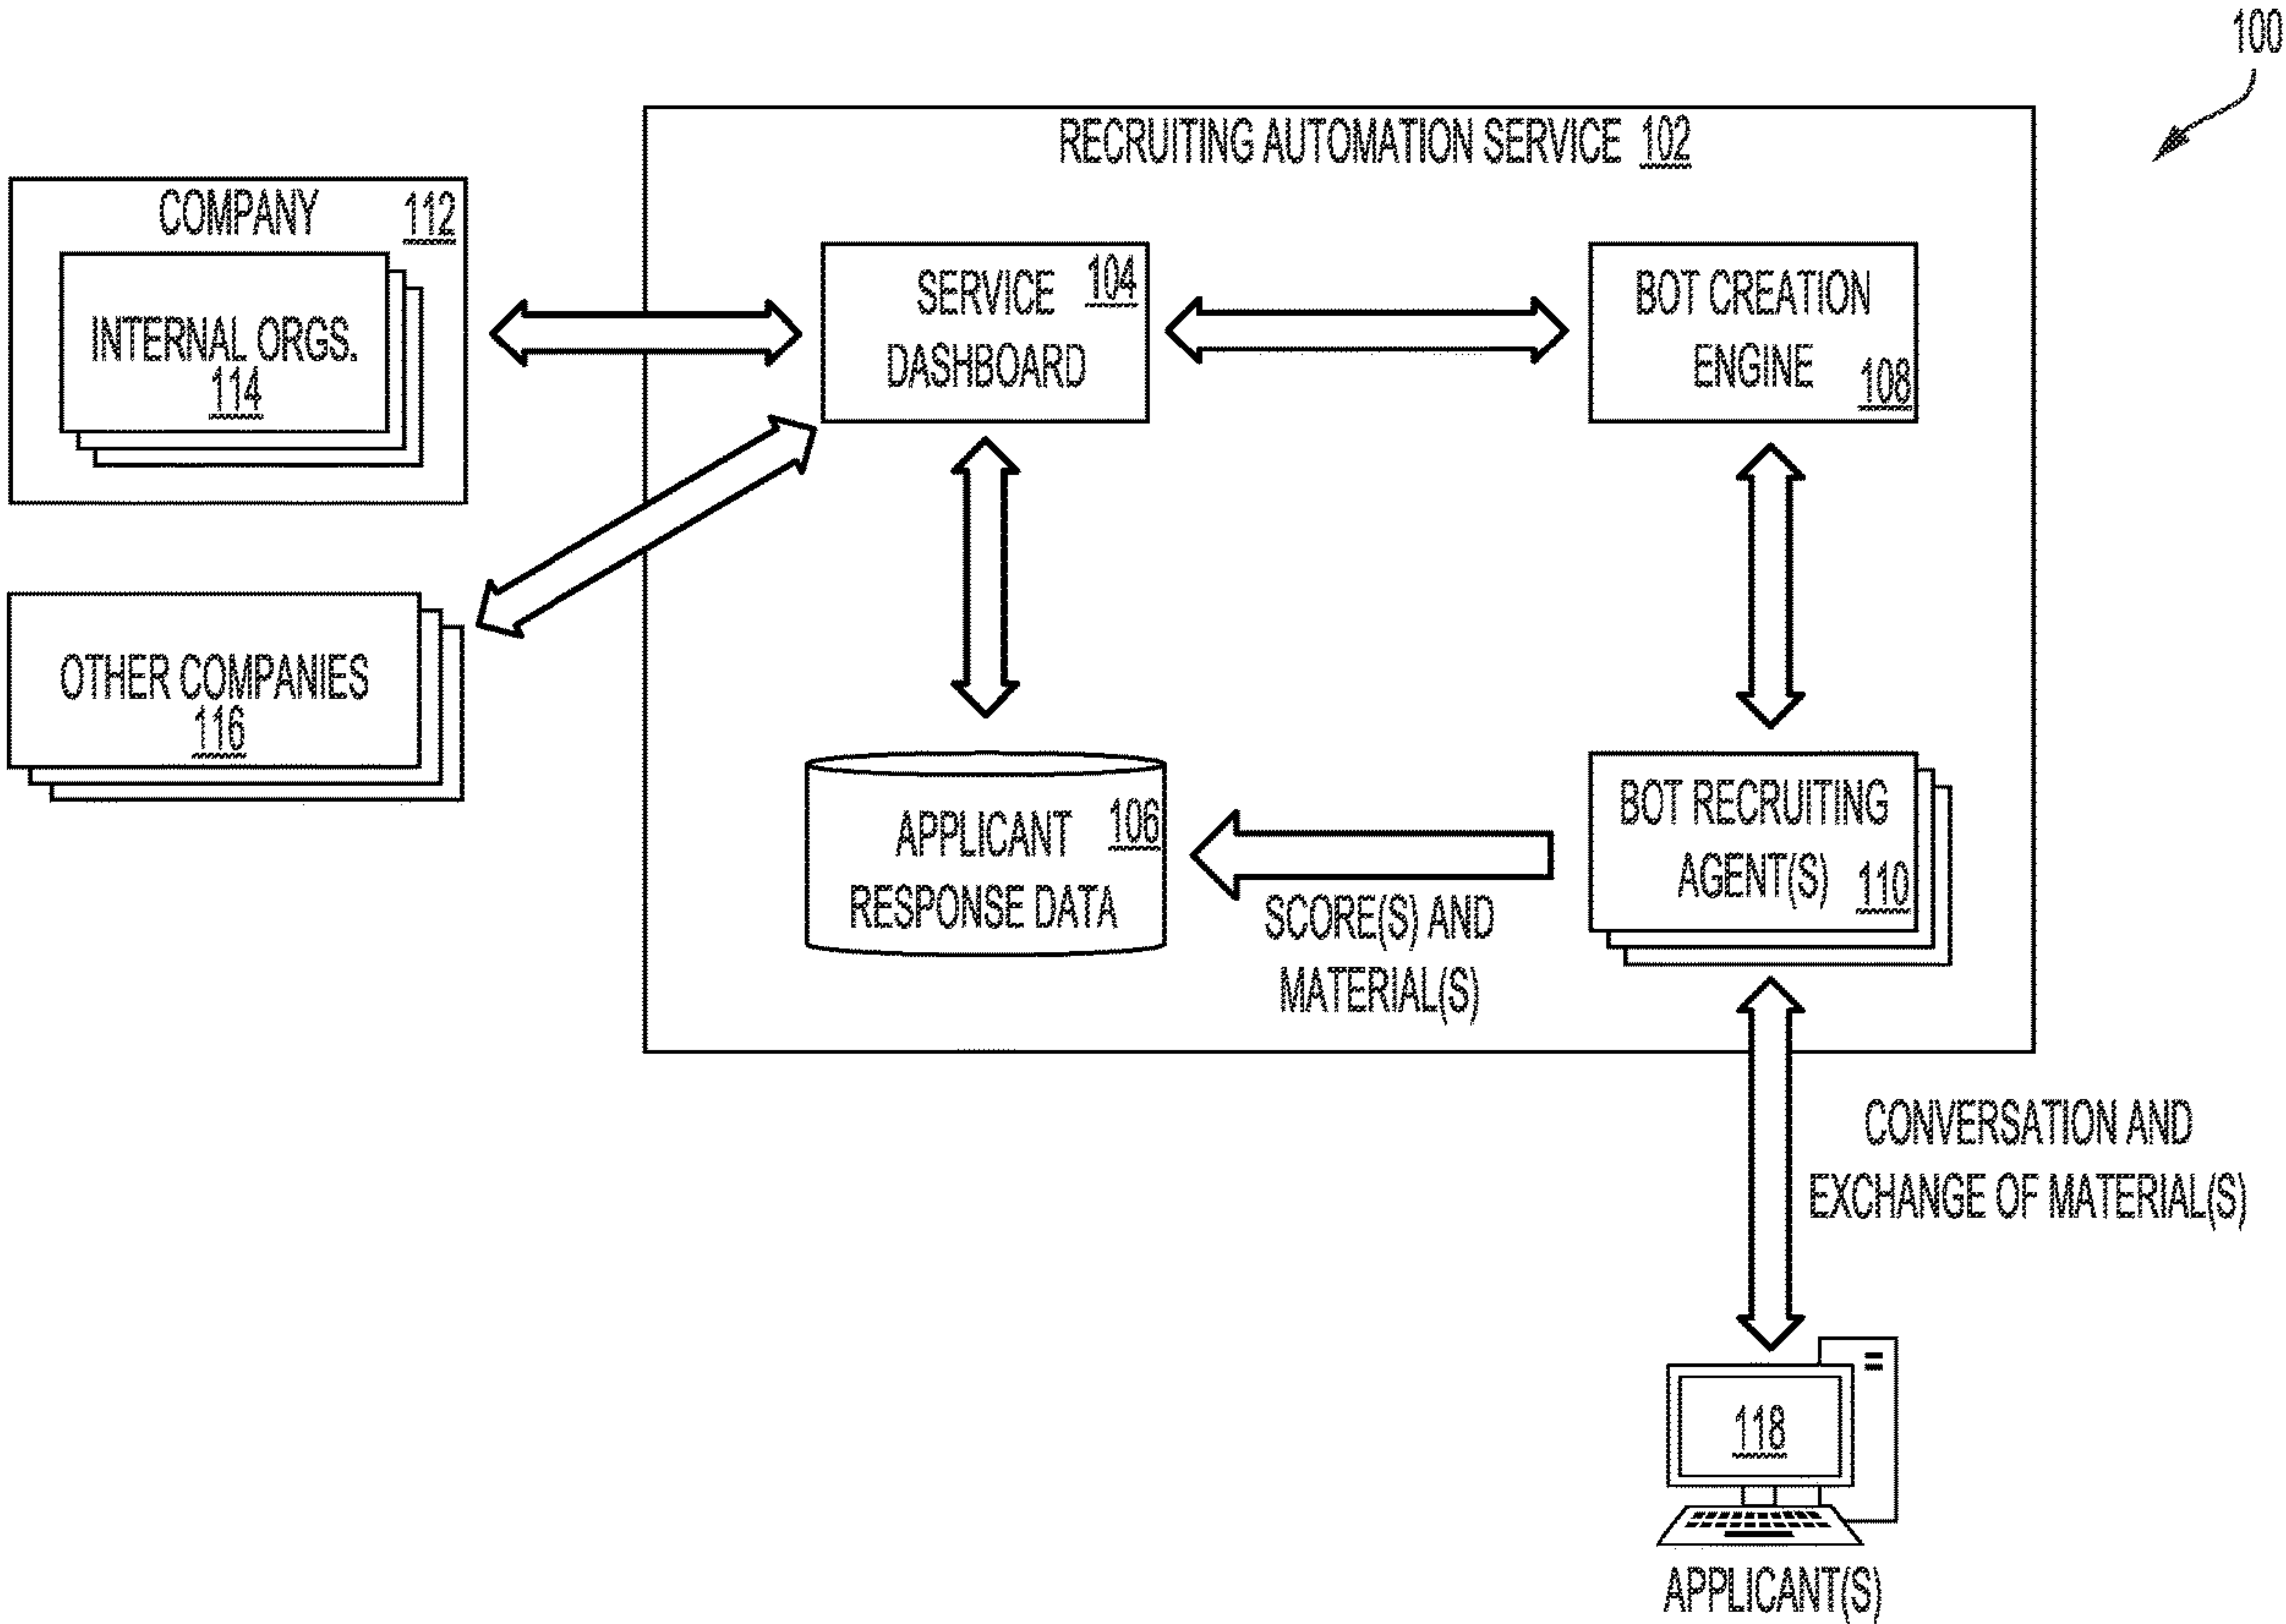 100
RECRUITING AUTOMATION SERVICE 102
COMPANY 112
INTERNAL ORGS.
114
SERVICE 104
DASHBOARD
BOT CREATION
ENGINE 108
OTHER COMPANIES
116
APPLICANT 106
RESPONSE DATA
SCORE(S) AND
MATERIAL(S)
BOT RECRUITING
AGENT(S) 110
CONVERSATION AND
EXCHANGE OF MATERIAL(S)
118
APPLICANT(S)